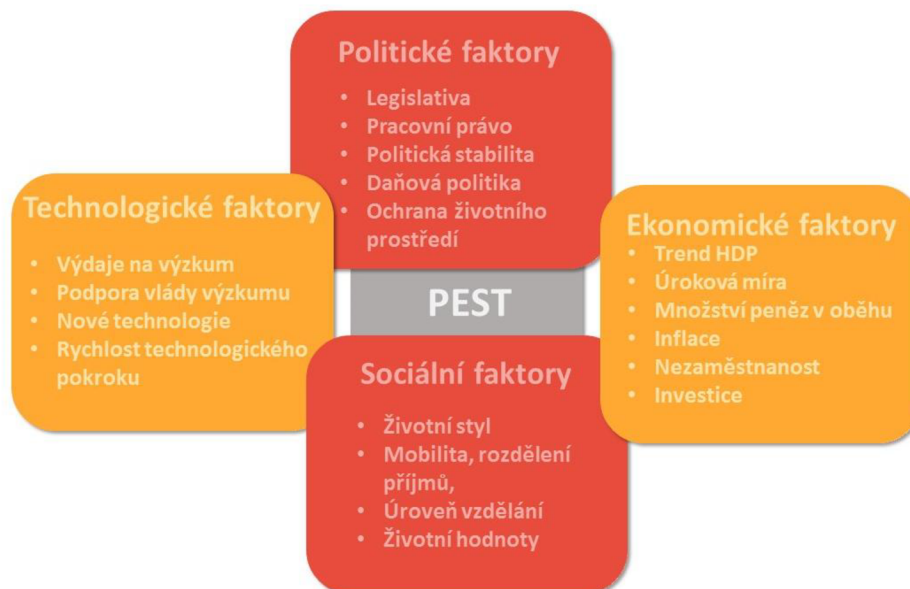 Politické faktory
• Legislativa
• Pracovní právo
• Politická stabilita
• Daňová politika
• Ochrana životního
prostředí
Technologické faktory
• Výdaje na výzkum
• Podpora vlády výzkumu
• Nové technologie
• Rychlost technologického
pokroku
PEST
Ekonomické faktory
• Trend HDP
• Úroková míra
• Množství peněz v oběhu
• Inflace
• Nezaměstnanost
• Investice
Sociální faktory
• Životní styl
• Mobilita, rozdělení
příjmů,
• Úroveň vzdělání
• Životní hodnoty